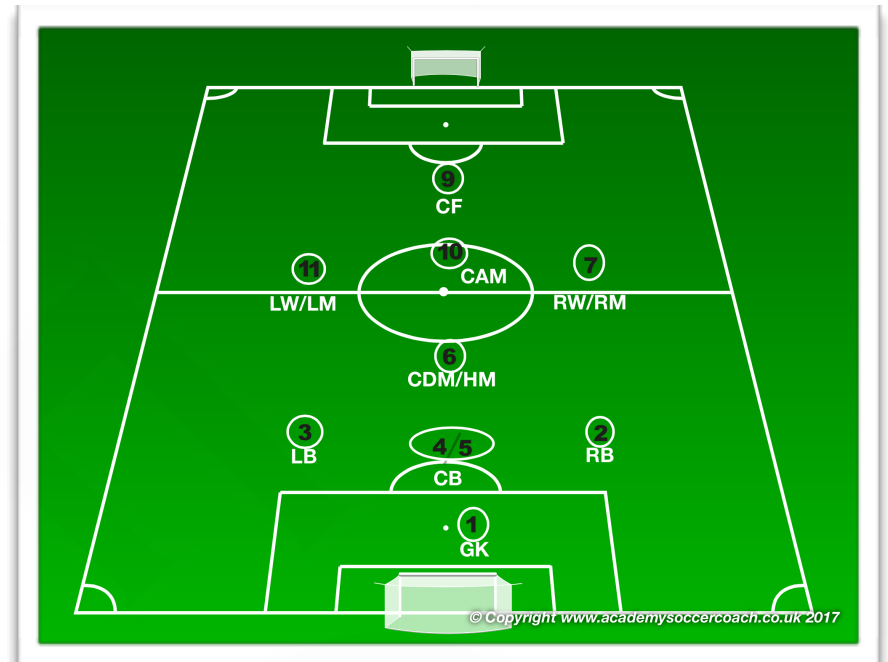 9
CF
10
CAM
11
LW/LM
7
RW/RM
6
CDM/HM
3
LB
4/5
CB
2
RB
1
GK
© Copyright www.academysoccercoach.co.uk 2017